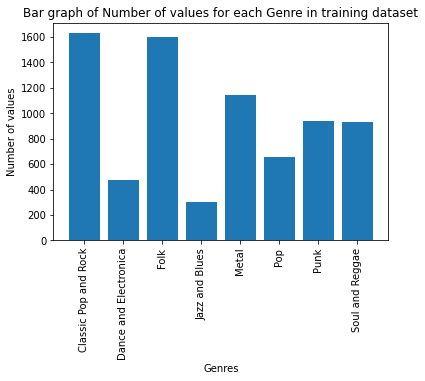 Bar graph of Number of values for each Genre in training dataset
1600
1400
1200
1000
800
600
400
200
0
Number of values
Classic Pop and Rock
Dance and Electronica
Folk
Jazz and Blues
Metal
Pop
Punk
Soul and Reggae
Genres